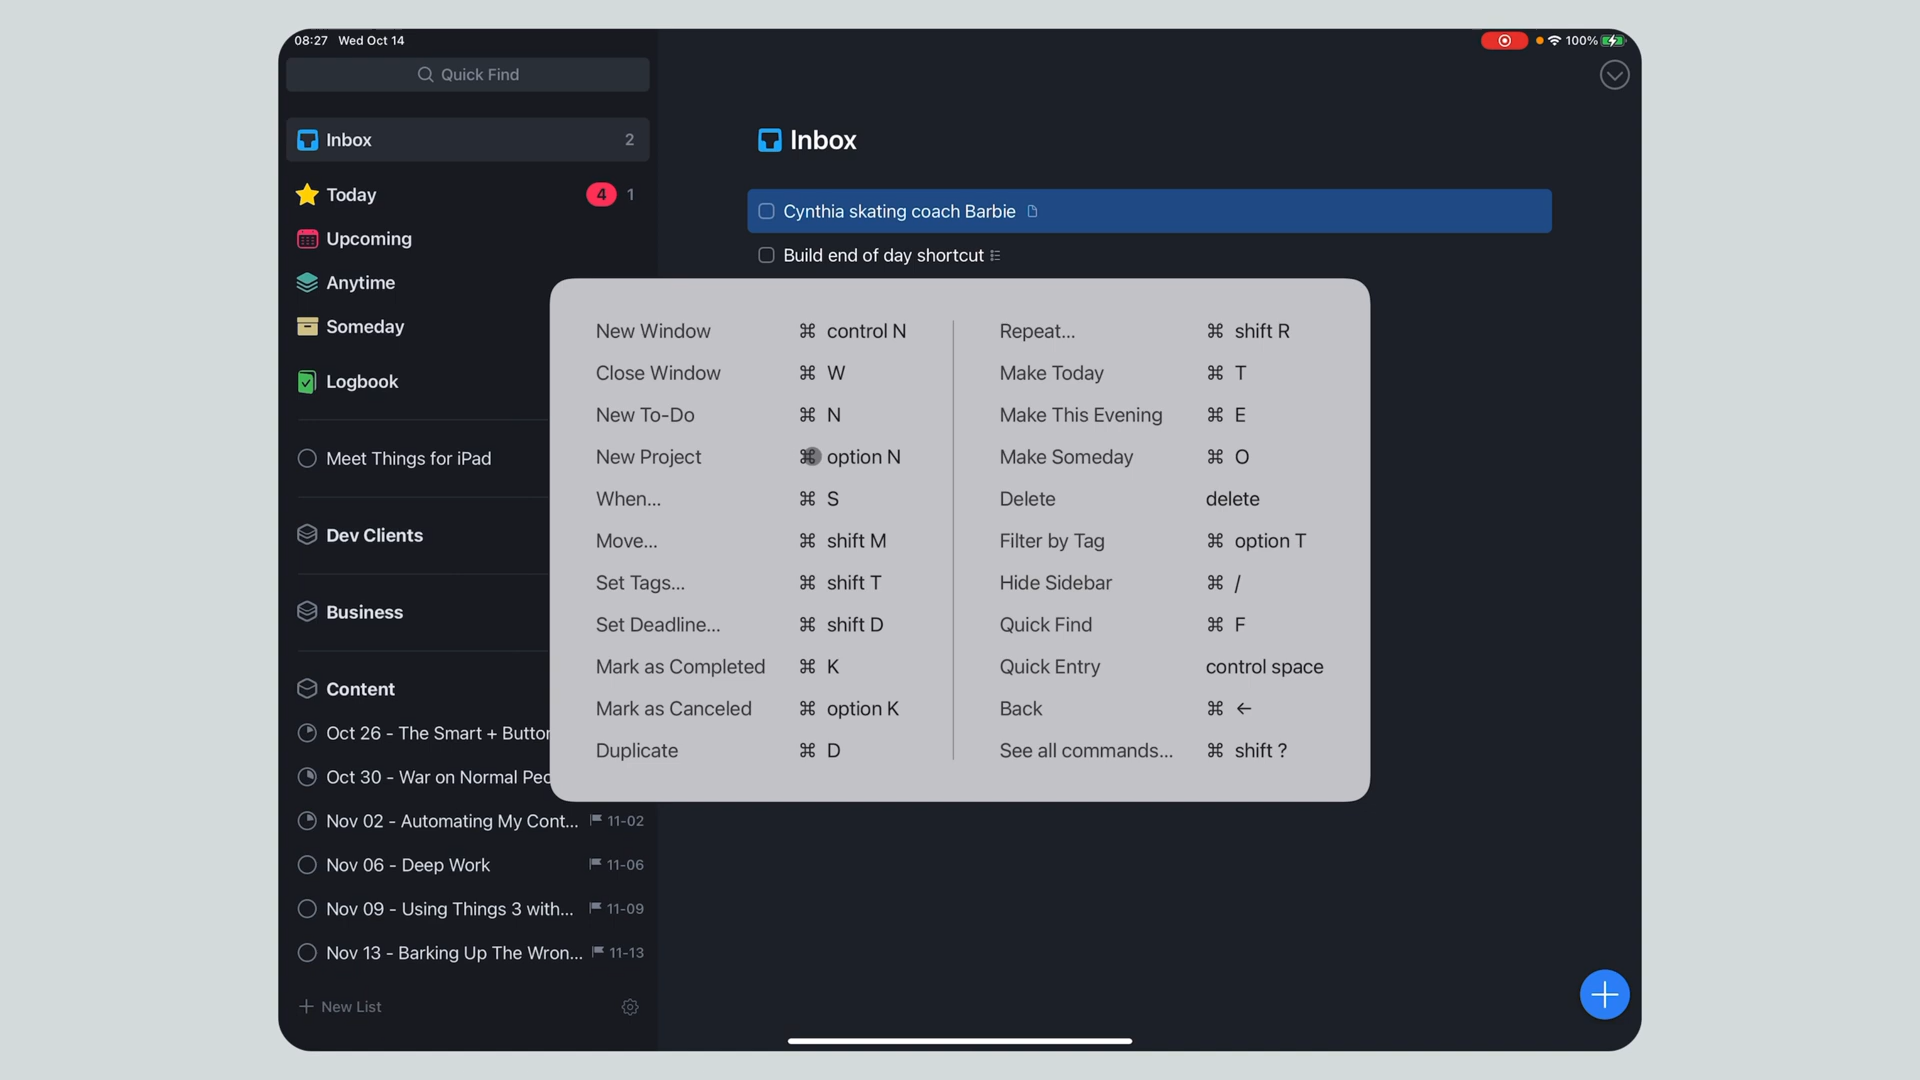 08:27 Wed Oct 14
100%
Quick Find
Inbox 2
Today 4 1
Upcoming
Anytime
Someday
Logbook
Meet Things for iPad
Dev Clients
Business
Content
Oct 26 - The Smart + Button
Oct 30 - War on Normal Peo
Nov 02 - Automating My Cont... 11-02
Nov 06 - Deep Work 11-06
Nov 09 - Using Things 3 with... 11-09
Nov 13 - Barking Up The Wron... 11-13
+ New List
Inbox
Cynthia skating coach Barbie
Build end of day shortcut
New Window ⌘ control N
Close Window ⌘ W
New To-Do ⌘ N
New Project ⌘ option N
When... ⌘ S
Move... ⌘ shift M
Set Tags... ⌘ shift T
Set Deadline... ⌘ shift D
Mark as Completed ⌘ K
Mark as Canceled ⌘ option K
Duplicate ⌘ D
Repeat... ⌘ shift R
Make Today ⌘ T
Make This Evening ⌘ E
Make Someday ⌘ O
Delete delete
Filter by Tag ⌘ option T
Hide Sidebar ⌘ /
Quick Find ⌘ F
Quick Entry control space
Back ⌘ ←
See all commands... ⌘ shift ?